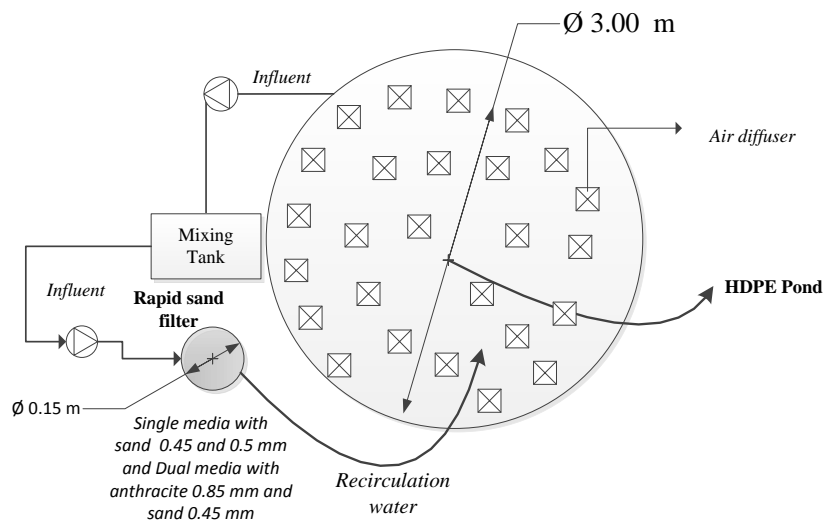 Ø 3.00 m
Influent
Air diffuser
Mixing
Tank
Influent
Rapid sand
filter
HDPE Pond
Ø 0.15 m
Single media with
sand 0.45 and 0.5 mm
and Dual media with
anthracite 0.85 mm and
sand 0.45 mm
Recirculation
water